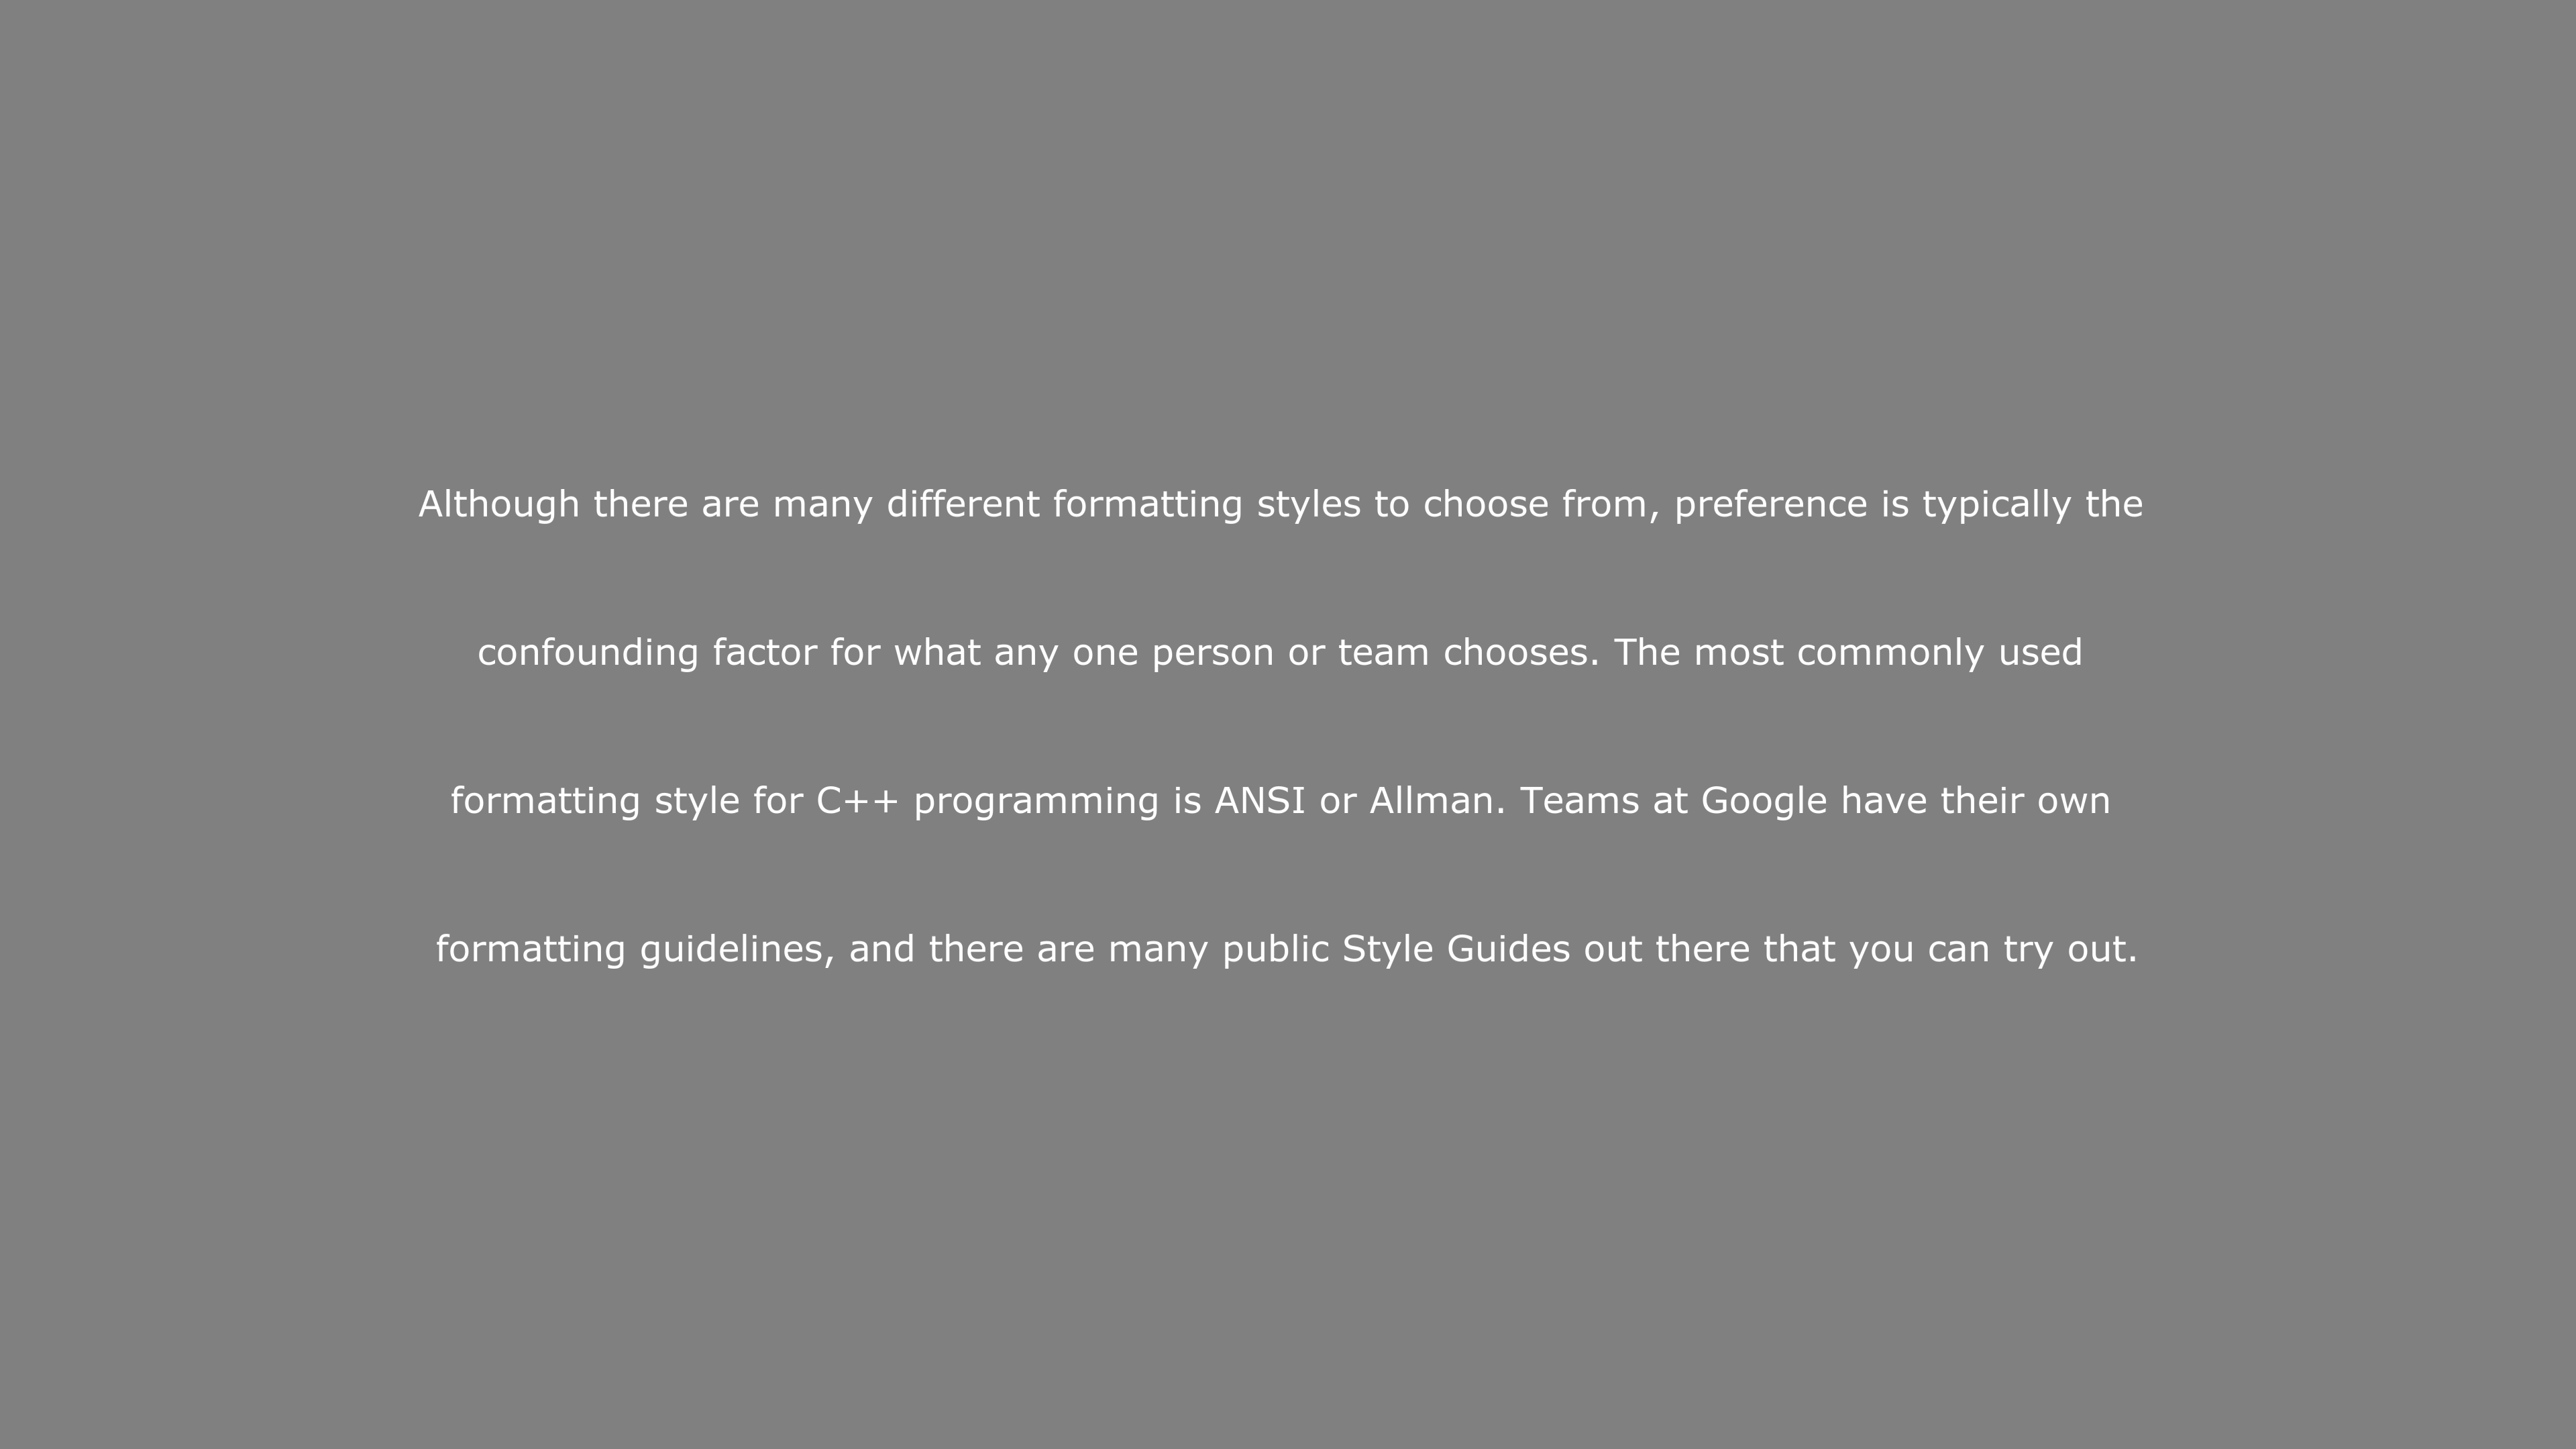 Although there are many different formatting styles to choose from, preference is typically the
confounding factor for what any one person or team chooses. The most commonly used
formatting style for C++ programming is ANSI or Allman. Teams at Google have their own
formatting guidelines, and there are many public Style Guides out there that you can try out.